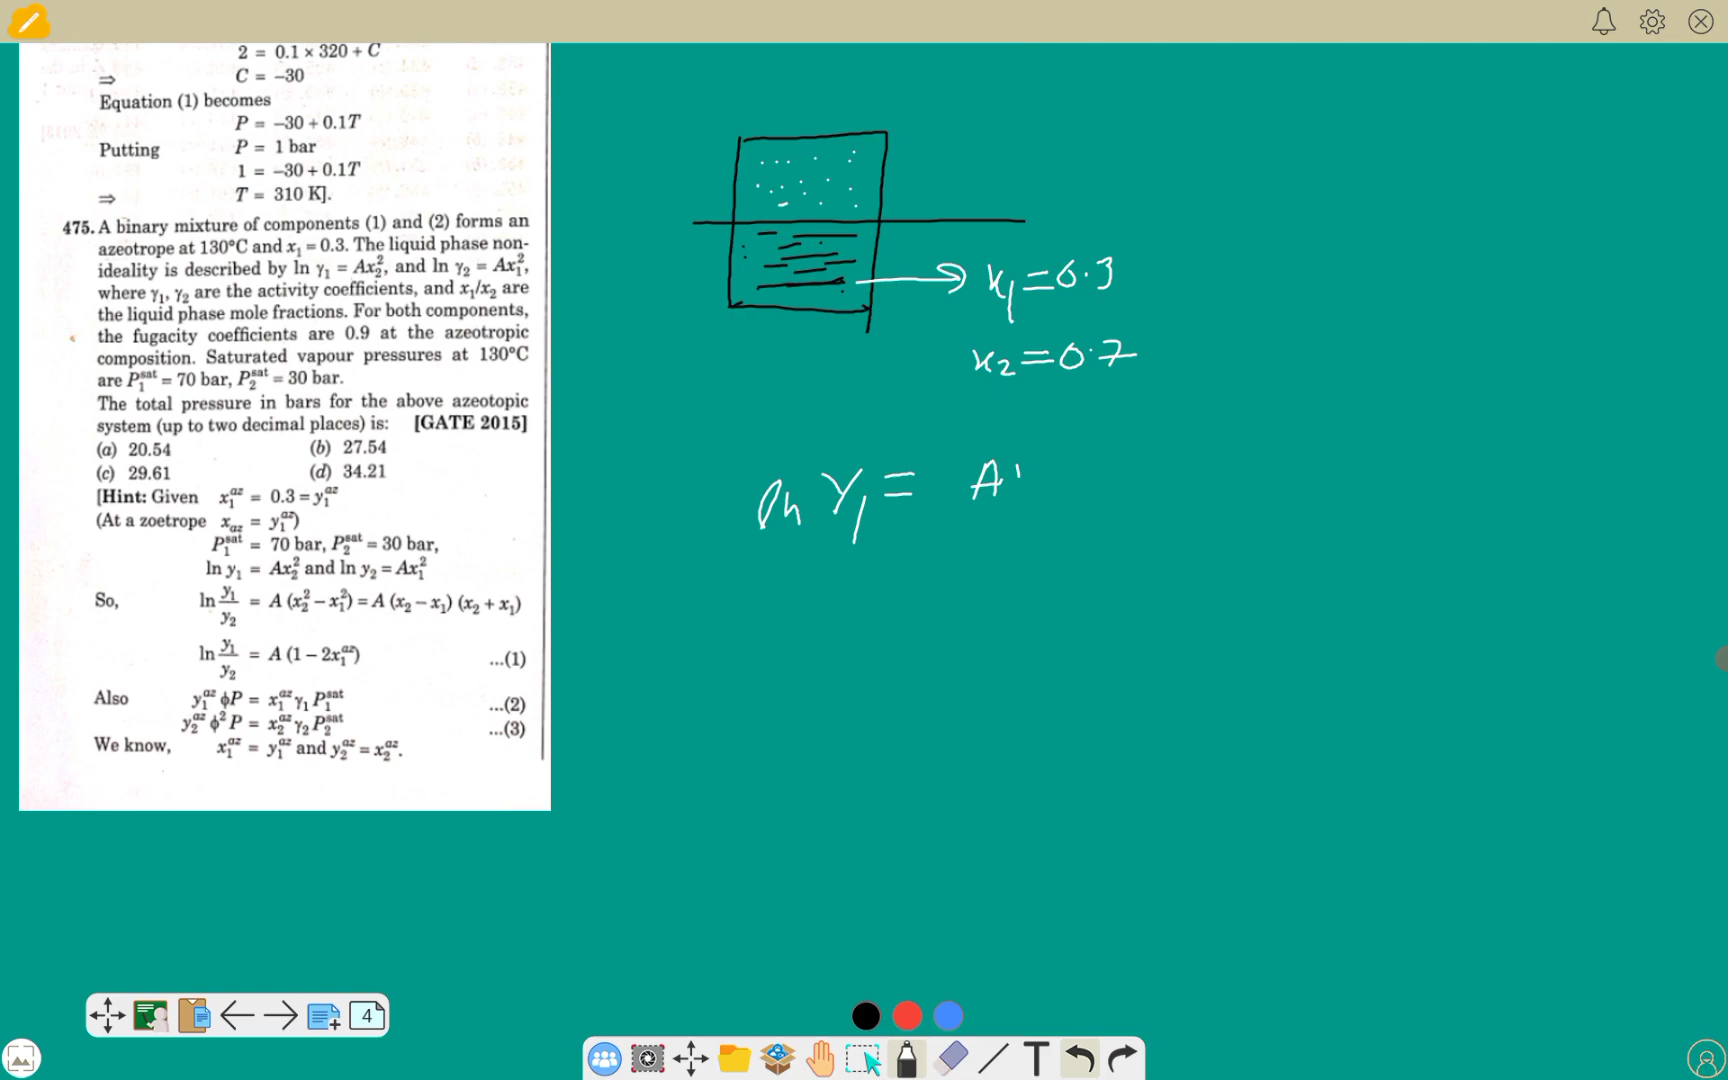 2 = 0.1 × 320 + C
⇒ C = –30
Equation (1) becomes
P = –30 + 0.1T
Putting P = 1 bar
1 = –30 + 0.1T
⇒ T = 310 K].
475. A binary mixture of components (1) and (2) forms an
azeotrope at 130°C and x₁ = 0.3. The liquid phase non-
ideality is described by ln γ₁ = Ax₂², and ln γ₂ = Ax₁²,
where γ₁, γ₂ are the activity coefficients, and x₁/x₂ are
the liquid phase mole fractions. For both components,
the fugacity coefficients are 0.9 at the azeotropic
composition. Saturated vapour pressures at 130°C
are P₁ˢᵃᵗ = 70 bar, P₂ˢᵃᵗ = 30 bar.
The total pressure in bars for the above azeotopic
system (up to two decimal places) is: [GATE 2015]
(a) 20.54 (b) 27.54
(c) 29.61 (d) 34.21
[Hint: Given x₁ᵃᶻ = 0.3 = y₁ᵃᶻ
(At a zoetrope x_az = y₁ᵃᶻ)
P₁ˢᵃᵗ = 70 bar, P₂ˢᵃᵗ = 30 bar,
ln y₁ = Ax₂² and ln y₂ = Ax₁²
So, ln y₁/y₂ = A (x₂² – x₁²) = A (x₂ – x₁) (x₂ + x₁)
ln y₁/y₂ = A (1 – 2x₁ᵃᶻ) ...(1)
Also y₁ᵃᶻ ϕP = x₁ᵃᶻ γ₁ P₁ˢᵃᵗ ...(2)
y₂ᵃᶻ ϕ² P = x₂ᵃᶻ γ₂ P₂ˢᵃᵗ ...(3)
We know, x₁ᵃᶻ = y₁ᵃᶻ and y₂ᵃᶻ = x₂ᵃᶻ.
x₁ = 0.3
x₂ = 0.7
ln γ₁ = A
4
T